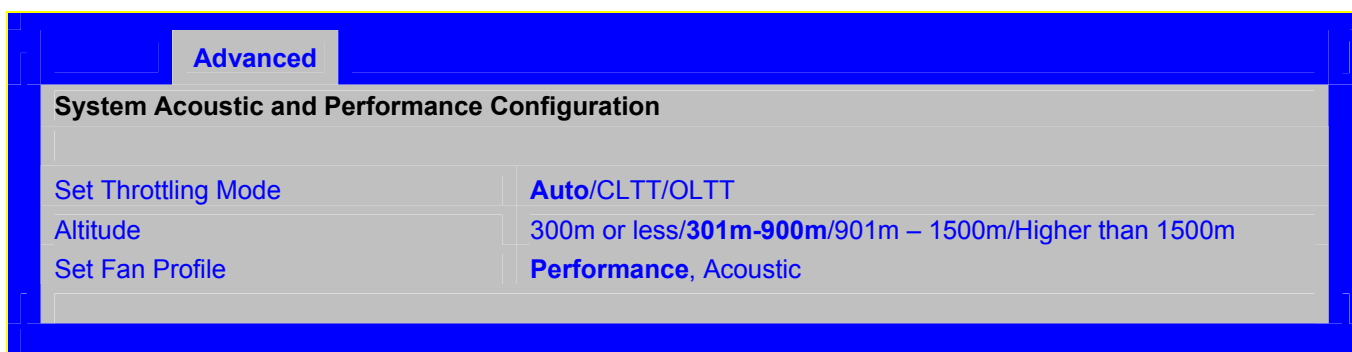 Advanced
System Acoustic and Performance Configuration
Set Throttling Mode Auto/CLTT/OLTT
Altitude 300m or less/301m-900m/901m – 1500m/Higher than 1500m
Set Fan Profile Performance, Acoustic